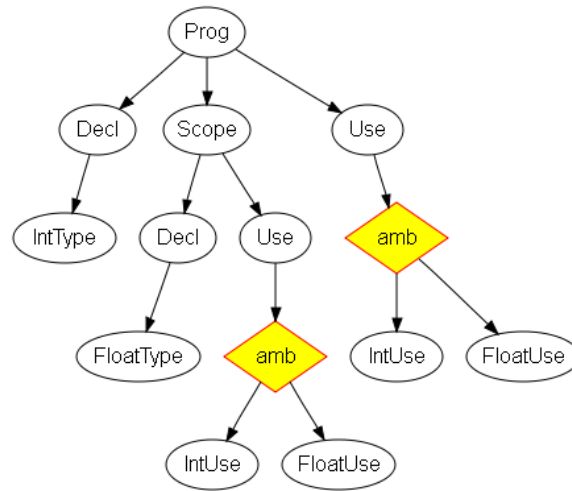 Prog
Decl
Scope
Use
IntType
Decl
Use
amb
FloatType
amb
IntUse
FloatUse
IntUse
FloatUse